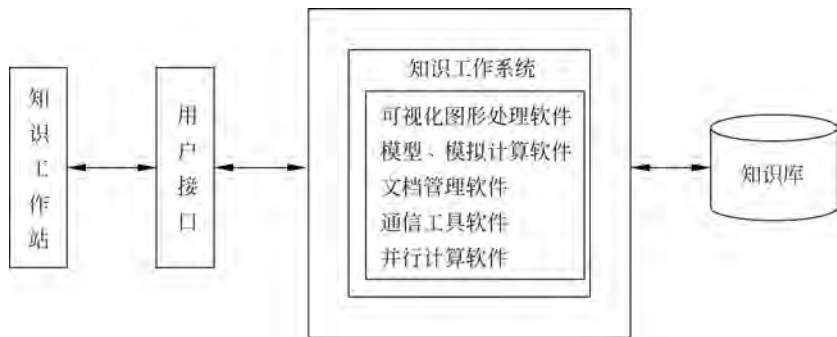 知识工作站
用户接口
知识工作系统
可视化图形处理软件
模型、模拟计算软件
文档管理软件
通信工具软件
并行计算软件
知识库